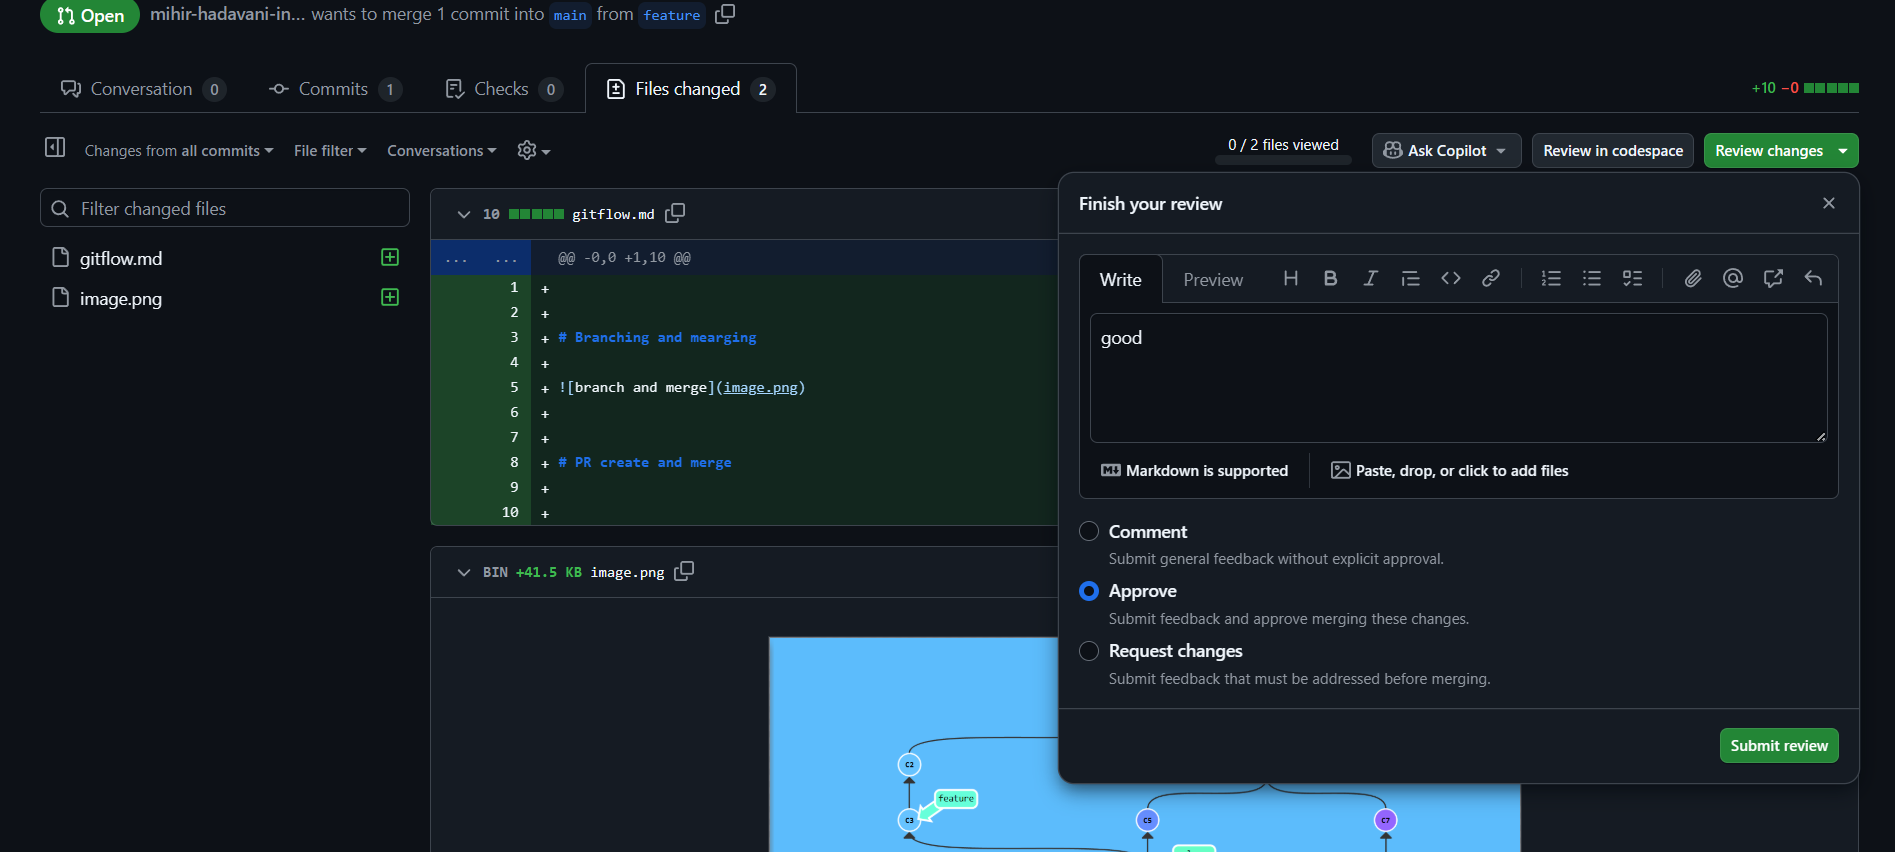 Open mihir-hadavani-in... wants to merge 1 commit into main from feature
Conversation 0 Commits 1 Checks 0 Files changed 2 +10 −0
Changes from all commits File filter Conversations 0 / 2 files viewed Ask Copilot Review in codespace Review changes
Filter changed files
gitflow.md
image.png
10 gitflow.md
... ... @@ -0,0 +1,10 @@
1 +
2 +
3 + # Branching and mearging
4 +
5 + ![branch and merge](image.png)
6 +
7 +
8 + # PR create and merge
9 +
10 +
BIN +41.5 KB image.png
C2
feature
C3
C5
C7
Finish your review
Write Preview
good
Markdown is supported Paste, drop, or click to add files
Comment
Submit general feedback without explicit approval.
Approve
Submit feedback and approve merging these changes.
Request changes
Submit feedback that must be addressed before merging.
Submit review